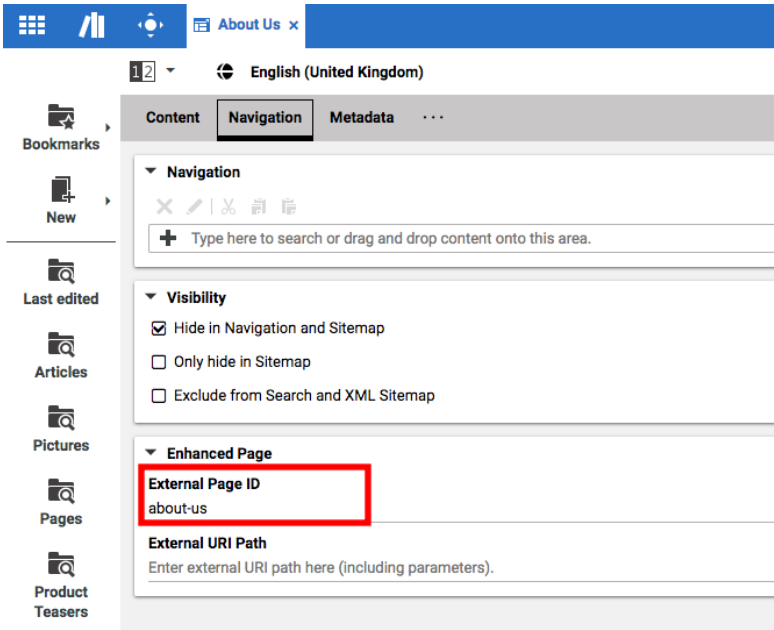 About Us ×
12
English (United Kingdom)
Bookmarks
New
Last edited
Articles
Pictures
Pages
Product
Teasers
Content Navigation Metadata ...
Navigation
Type here to search or drag and drop content onto this area.
Visibility
Hide in Navigation and Sitemap
Only hide in Sitemap
Exclude from Search and XML Sitemap
Enhanced Page
External Page ID
about-us
External URI Path
Enter external URI path here (including parameters).